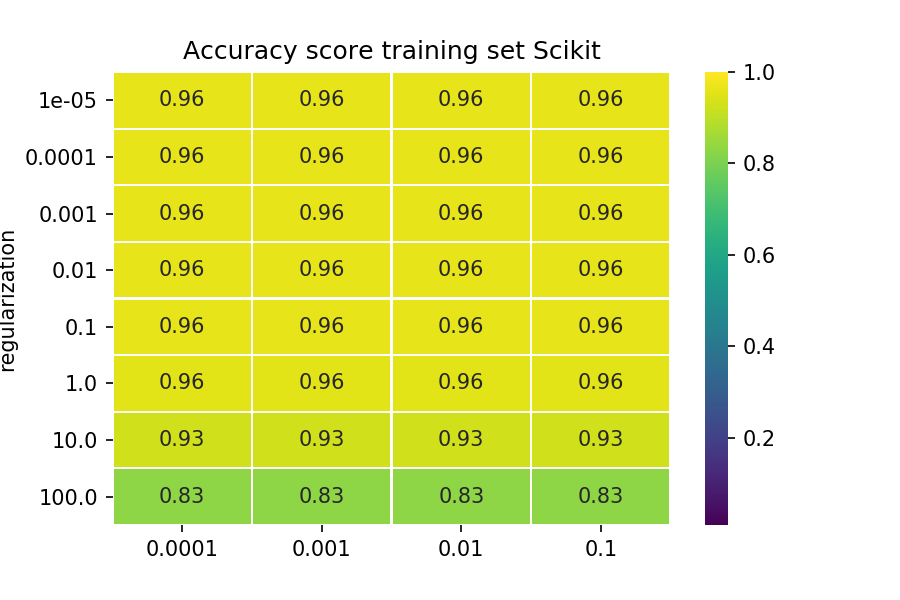 Accuracy score training set Scikit
regularization
1e-05 0.96 0.96 0.96 0.96
0.0001 0.96 0.96 0.96 0.96
0.001 0.96 0.96 0.96 0.96
0.01 0.96 0.96 0.96 0.96
0.1 0.96 0.96 0.96 0.96
1.0 0.96 0.96 0.96 0.96
10.0 0.93 0.93 0.93 0.93
100.0 0.83 0.83 0.83 0.83
0.0001 0.001 0.01 0.1
1.0
0.8
0.6
0.4
0.2